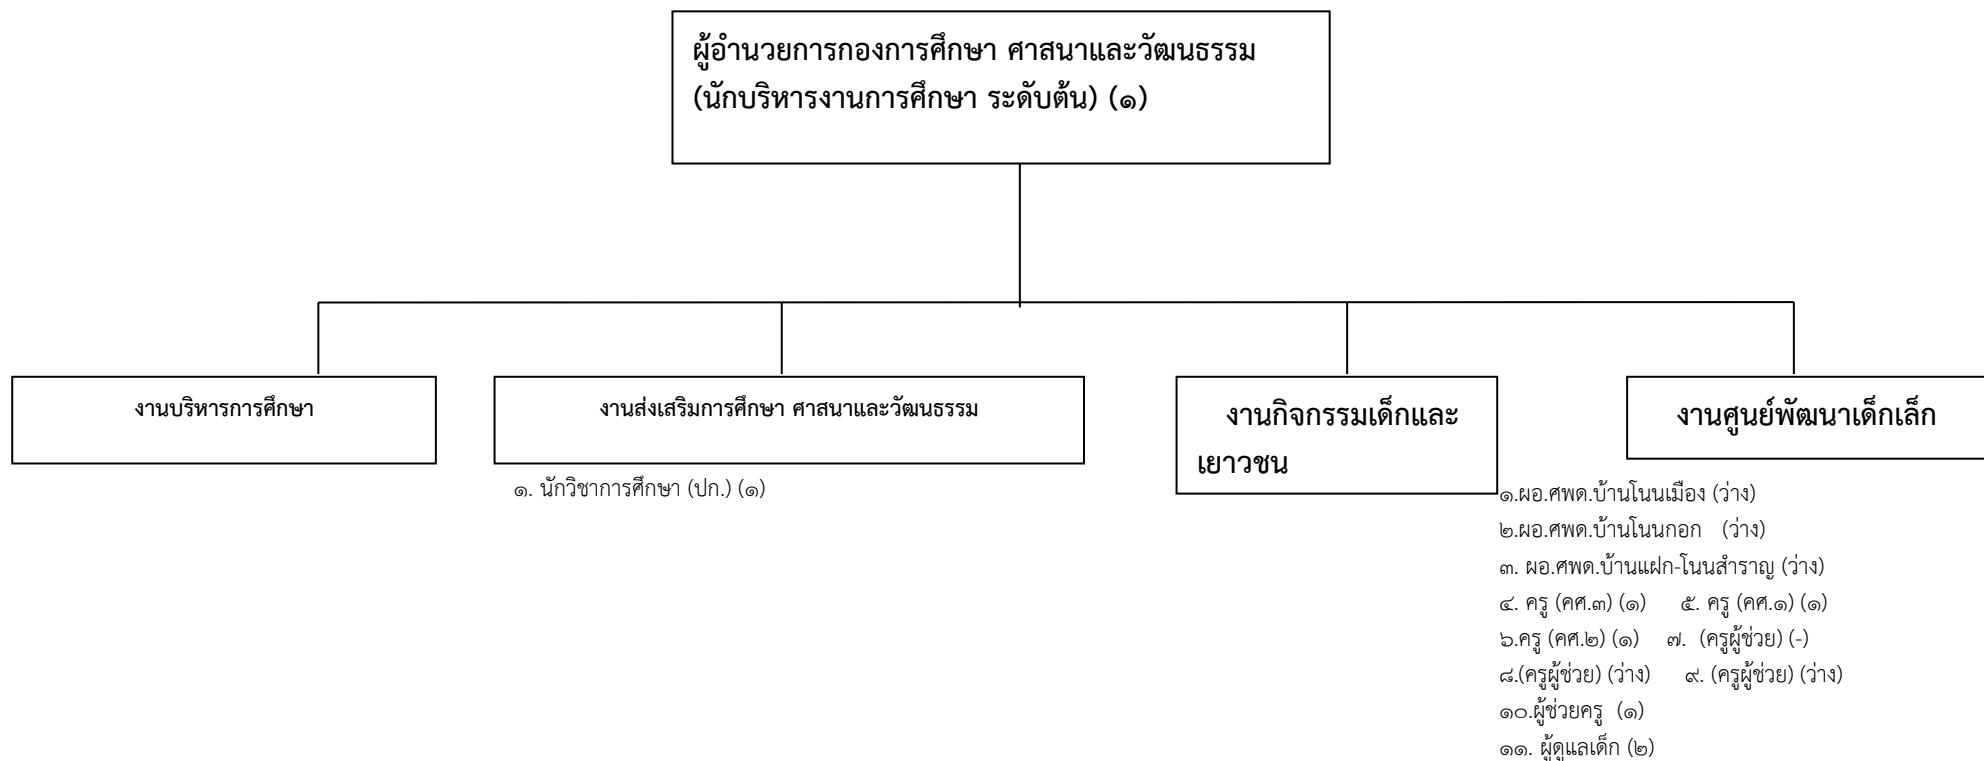 ผู้อำนวยการกองการศึกษา ศาสนาและวัฒนธรรม
(นักบริหารงานการศึกษา ระดับต้น) (๑)
งานบริหารการศึกษา
งานส่งเสริมการศึกษา ศาสนาและวัฒนธรรม
๑. นักวิชาการศึกษา (ปก.) (๑)
งานกิจกรรมเด็กและ
เยาวชน
งานศูนย์พัฒนาเด็กเล็ก
๑.ผอ.ศพด.บ้านโนนเมือง (ว่าง)
๒.ผอ.ศพด.บ้านโนนกอก (ว่าง)
๓. ผอ.ศพด.บ้านแฝก-โนนสำราญ (ว่าง)
๔. ครู (คศ.๓) (๑) ๕. ครู (คศ.๑) (๑)
๖.ครู (คศ.๒) (๑) ๗. (ครูผู้ช่วย) (-)
๘.(ครูผู้ช่วย) (ว่าง) ๙. (ครูผู้ช่วย) (ว่าง)
๑๐.ผู้ช่วยครู (๑)
๑๑. ผู้ดูแลเด็ก (๒)